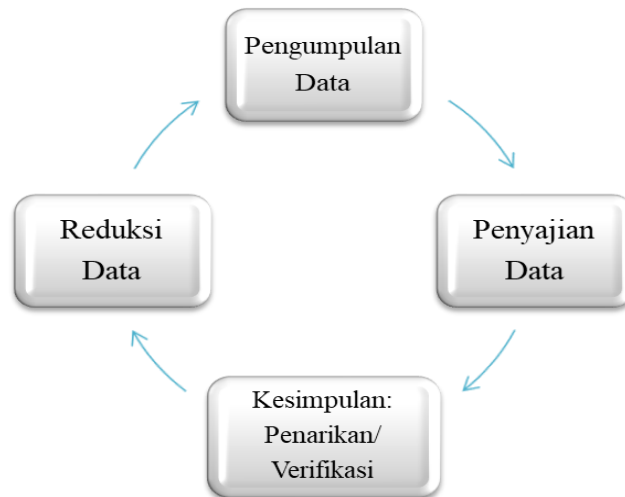 Pengumpulan
Data
Reduksi
Data
Penyajian
Data
Kesimpulan:
Penarikan/
Verifikasi